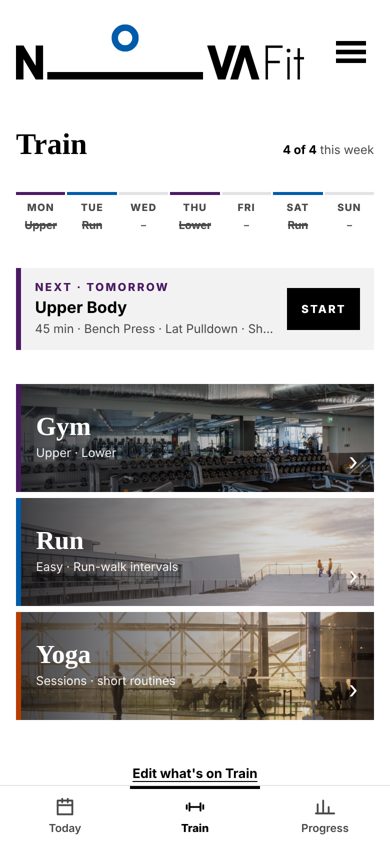 NOVA Fit
Train
4 of 4 this week
MON TUE WED THU FRI SAT SUN
Upper Run – Lower – Run –
NEXT · TOMORROW
Upper Body
45 min · Bench Press · Lat Pulldown · Sh...
START
Gym
Upper · Lower
Run
Easy · Run-walk intervals
Yoga
Sessions · short routines
Edit what's on Train
Today Train Progress